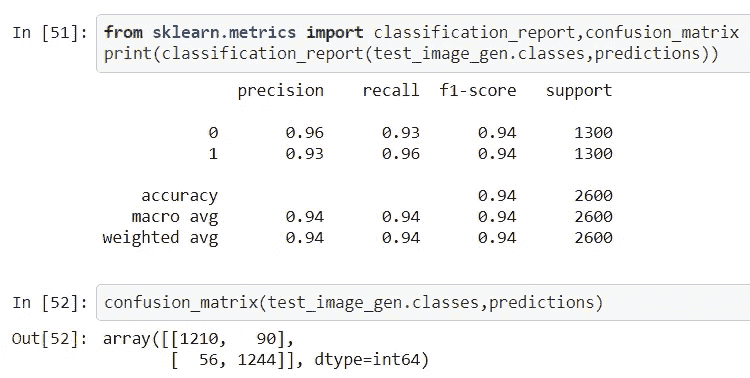 In [51]: from sklearn.metrics import classification_report,confusion_matrix
print(classification_report(test_image_gen.classes,predictions))
precision recall f1-score support
0 0.96 0.93 0.94 1300
1 0.93 0.96 0.94 1300
accuracy 0.94 2600
macro avg 0.94 0.94 0.94 2600
weighted avg 0.94 0.94 0.94 2600
In [52]: confusion_matrix(test_image_gen.classes,predictions)
Out[52]: array([[1210, 90],
[ 56, 1244]], dtype=int64)